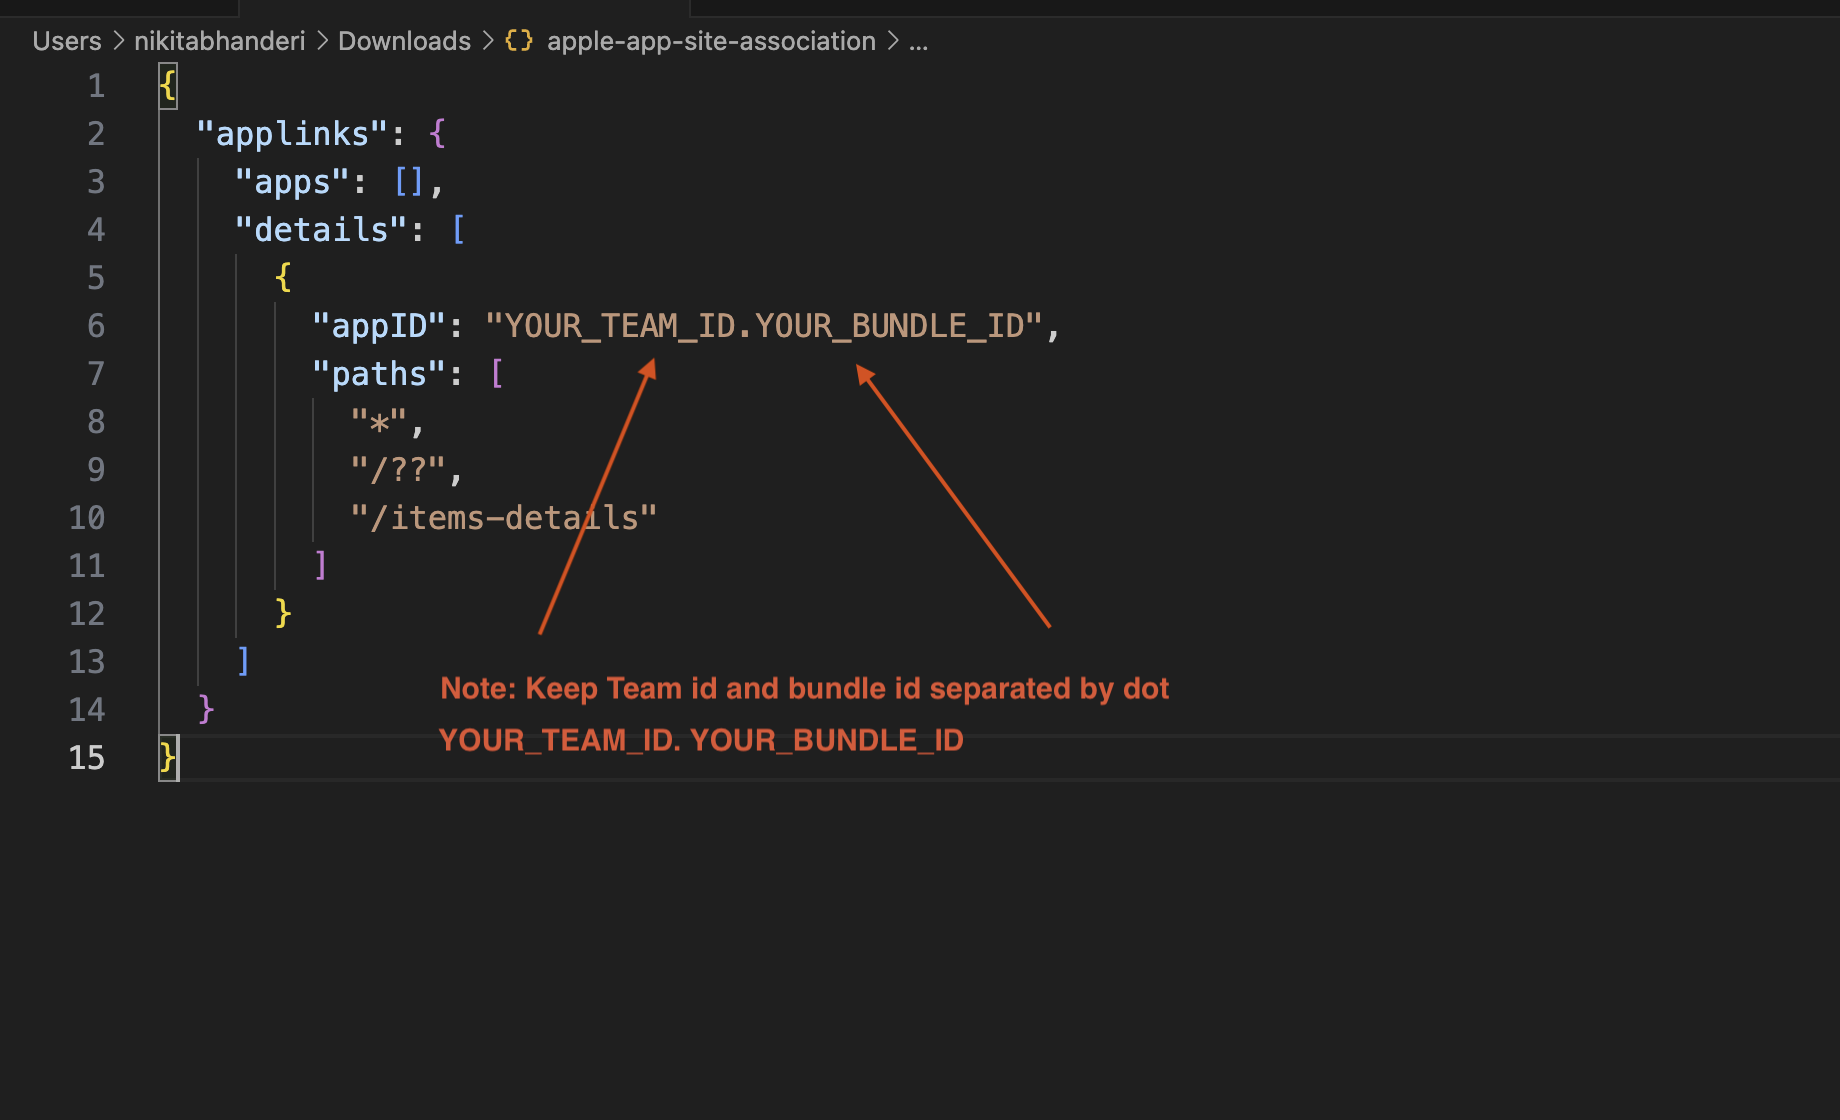 Users > nikitabhanderi > Downloads > {} apple-app-site-association > ...
1 {
2 "applinks": {
3 "apps": [],
4 "details": [
5 {
6 "appID": "YOUR_TEAM_ID.YOUR_BUNDLE_ID",
7 "paths": [
8 "*",
9 "/??",
10 "/items-details"
11 ]
12 }
13 ]
14 }
15 }
Note: Keep Team id and bundle id separated by dot
YOUR_TEAM_ID. YOUR_BUNDLE_ID